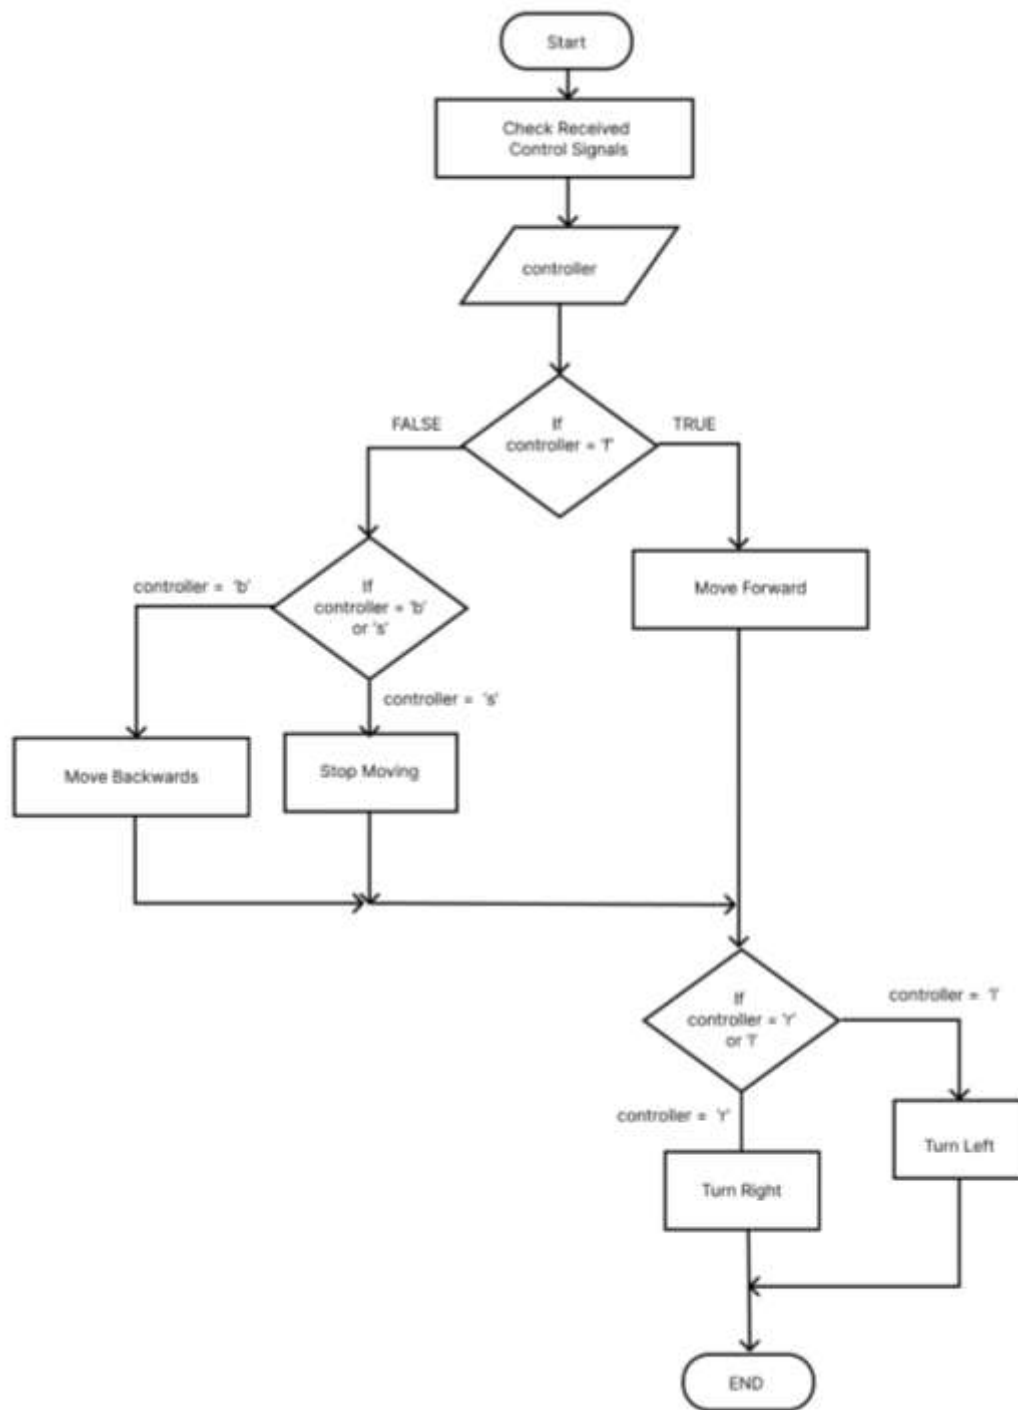 Start
Check Received
Control Signals
controller
If
controller = 'f'
FALSE
TRUE
If
controller = 'b'
or 's'
controller = 'b'
Move Forward
controller = 's'
Move Backwards
Stop Moving
If
controller = 'r'
or 'l'
controller = 'l'
controller = 'r'
Turn Left
Turn Right
END